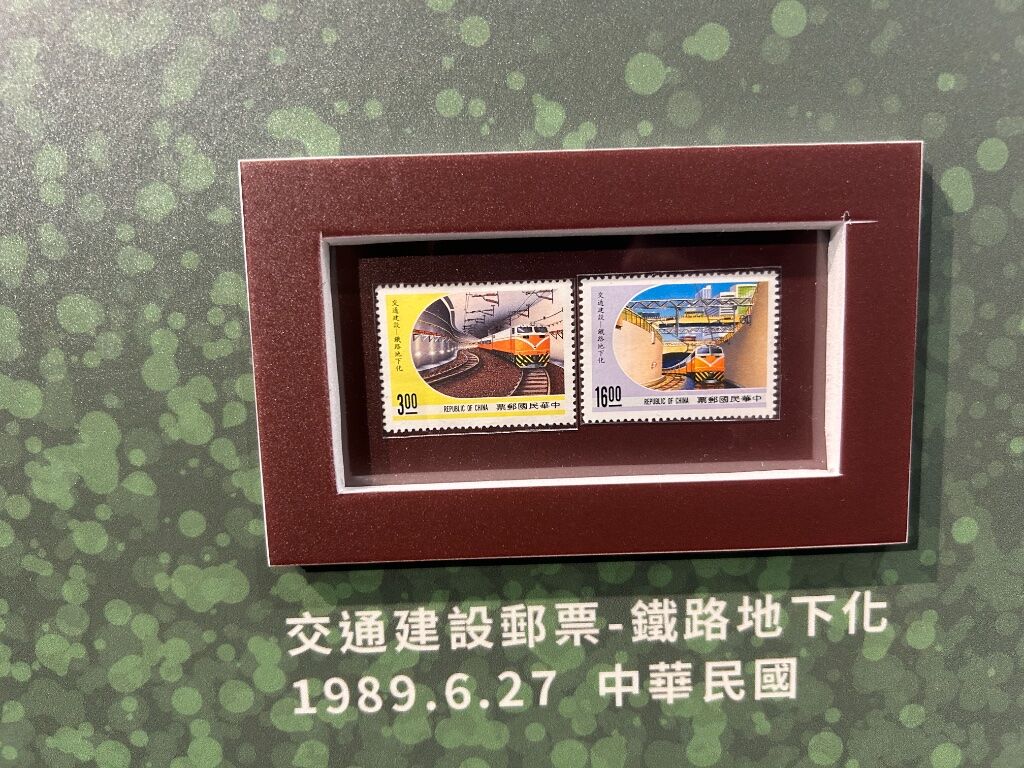 交通建設—鐵路地下化
3.00
REPUBLIC OF CHINA 票郵國民華中
交通建設—鐵路地下化
16.00
REPUBLIC OF CHINA 票郵國民華中
交通建設郵票-鐵路地下化
1989.6.27 中華民國